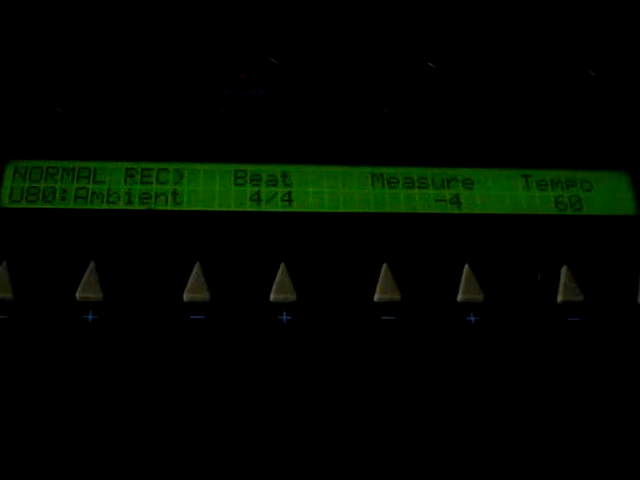 NORMAL REC) Beat Measure Tempo
U80:Ambient 4/4 -4 60
- + - + - + -